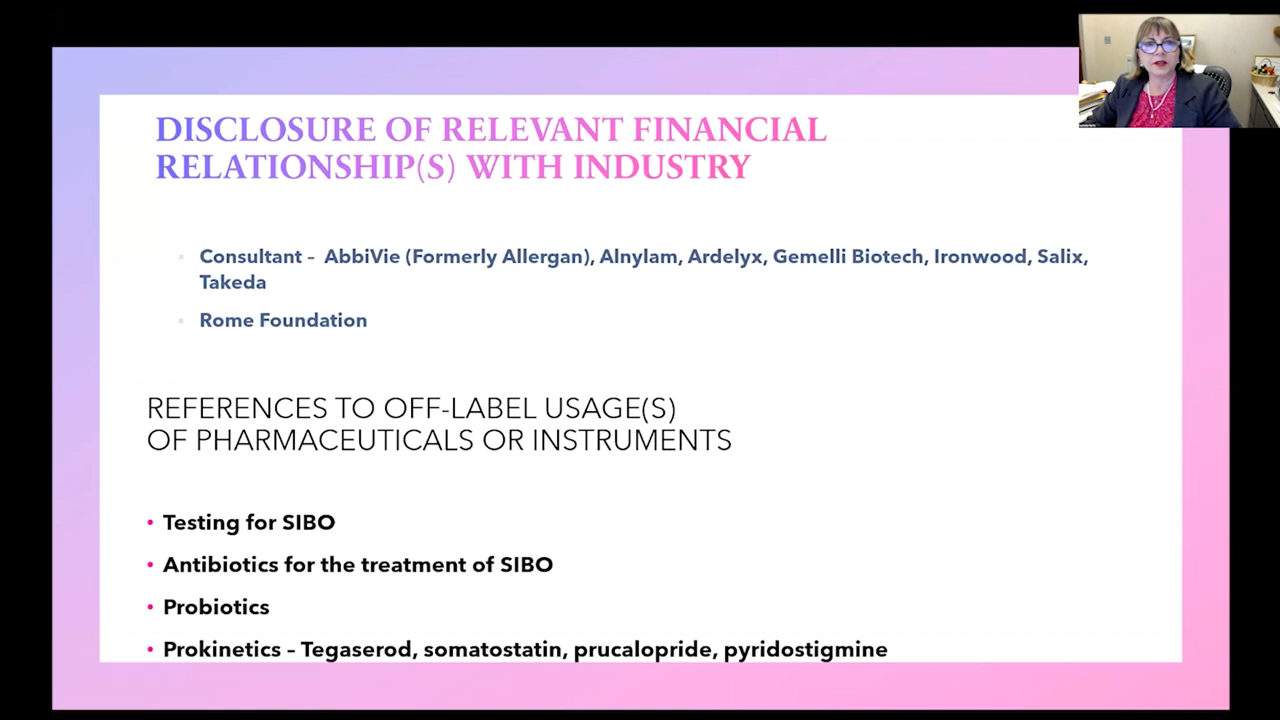 DISCLOSURE OF RELEVANT FINANCIAL
RELATIONSHIP(S) WITH INDUSTRY
Consultant – AbbiVie (Formerly Allergan), Alnylam, Ardelyx, Gemelli Biotech, Ironwood, Salix,
Takeda
Rome Foundation
REFERENCES TO OFF-LABEL USAGE(S)
OF PHARMACEUTICALS OR INSTRUMENTS
• Testing for SIBO
• Antibiotics for the treatment of SIBO
• Probiotics
• Prokinetics – Tegaserod, somatostatin, prucalopride, pyridostigmine